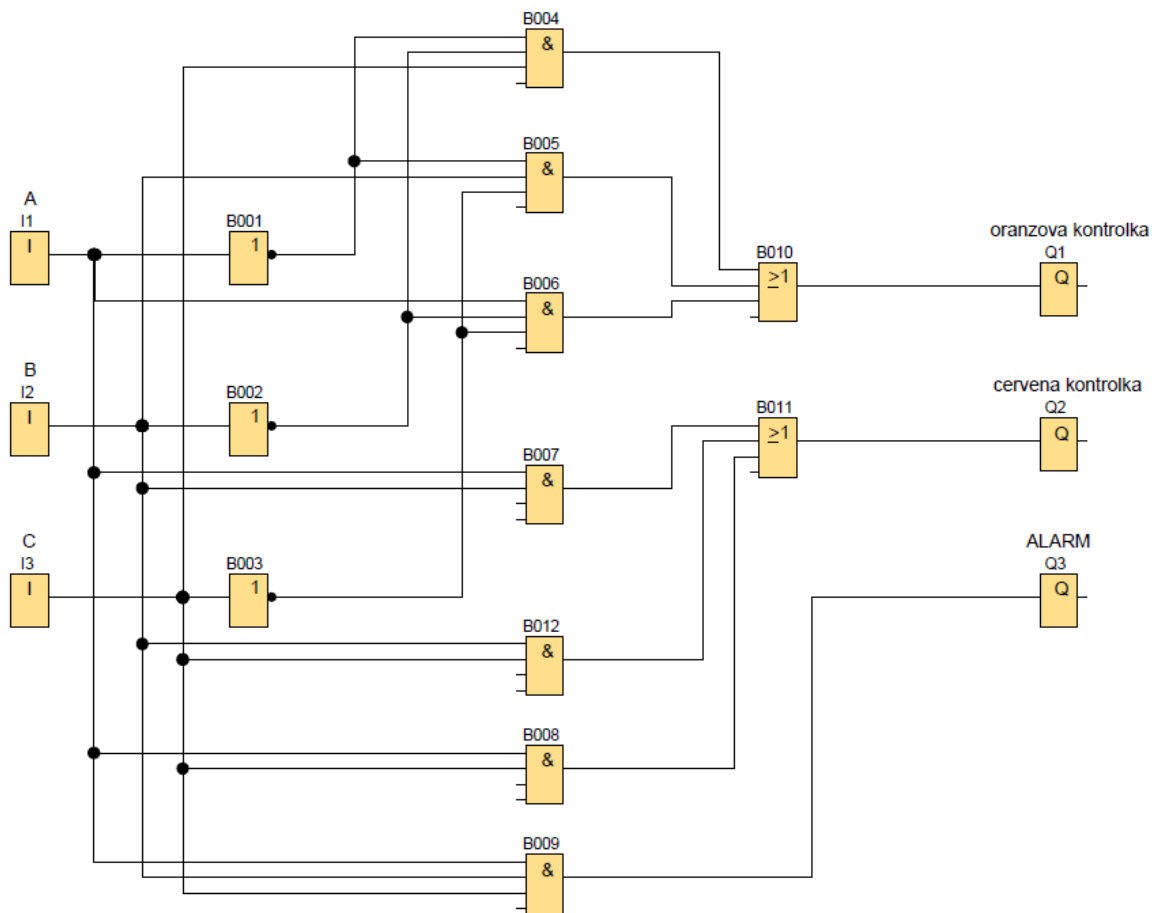 B004
&
B005
&
A
I1
I
B001
1
oranzova kontrolka
B010
≥1
Q1
Q
B006
&
B
I2
I
B002
1
cervena kontrolka
B011
≥1
Q2
Q
B007
&
C
I3
I
B003
1
ALARM
Q3
Q
B012
&
B008
&
B009
&